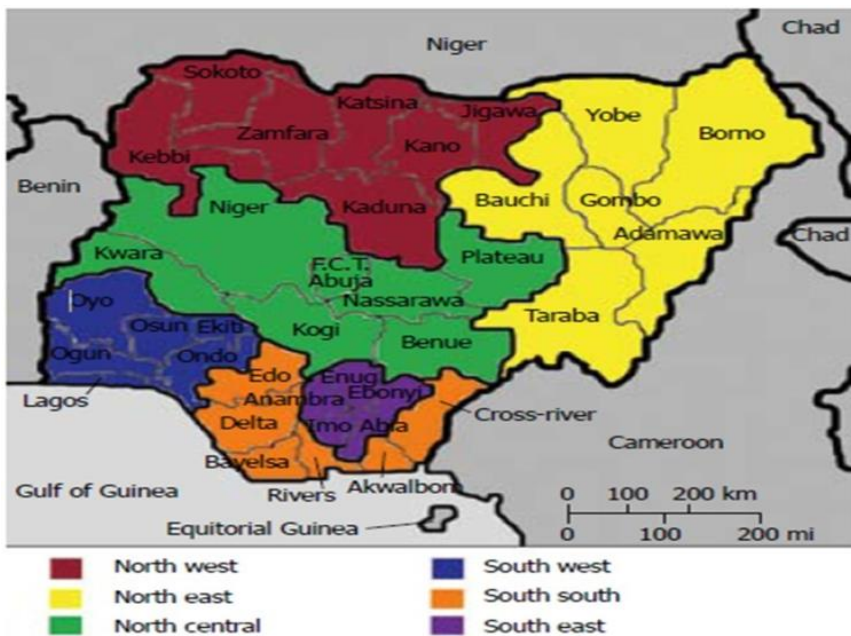 Chad
Niger
Sokoto
Katsina
Jigawa
Yobe
Zamfara
Kano
Borno
Kebbi
Benin
Niger
Kaduna
Bauchi
Gombo
Adamawa
Chad
Kwara
F.C.T.
Abuja
Plateau
Nassarawa
Oyo
Osun
Ekiti
Kogi
Taraba
Ogun
Ondo
Benue
Lagos
Edo
Enug
Anambra
Ebonyi
Delta
Imo
Abia
Cross-river
Cameroon
Bayelsa
Gulf of Guinea
Rivers
Akwalbom
Equitorial Guinea
0 100 200 km
0 100 200 mi
North west
South west
North east
South south
North central
South east